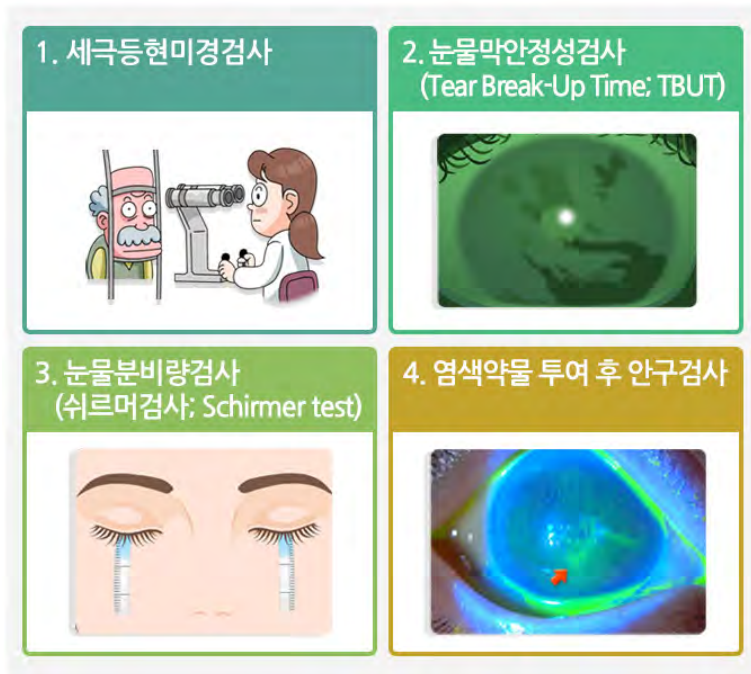 1. 세극등현미경검사
2. 눈물막안정성검사
(Tear Break-Up Time; TBUT)
3. 눈물분비량검사
(쉬르머검사; Schirmer test)
4. 염색약물 투여 후 안구검사